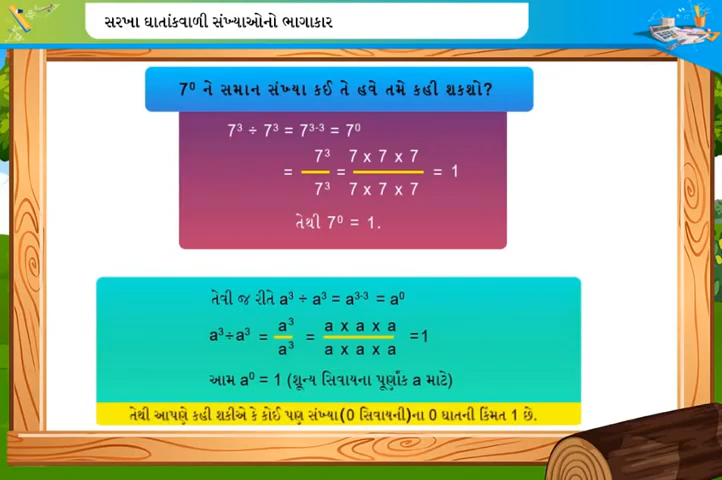 સરખા ઘાતાંકવાળી સંખ્યાઓનો ભાગાકાર
7⁰ ને સમાન સંખ્યા કઈ તે હવે તમે કહી શકશો?
7³ ÷ 7³ = 7³⁻³ = 7⁰
= 7³/7³ = 7 x 7 x 7/7 x 7 x 7 = 1
તેથી 7⁰ = 1.
તેવી જ રીતે a³ ÷ a³ = a³⁻³ = a⁰
a³÷a³ = a³/a³ = a x a x a/a x a x a =1
આમ a⁰ = 1 (શૂન્ય સિવાયના પૂર્ણાંક a માટે)
તેથી આપણે કહી શકીએ કે કોઈ પણ સંખ્યા(0 સિવાયની)ના 0 ઘાતની કિંમત 1 છે.